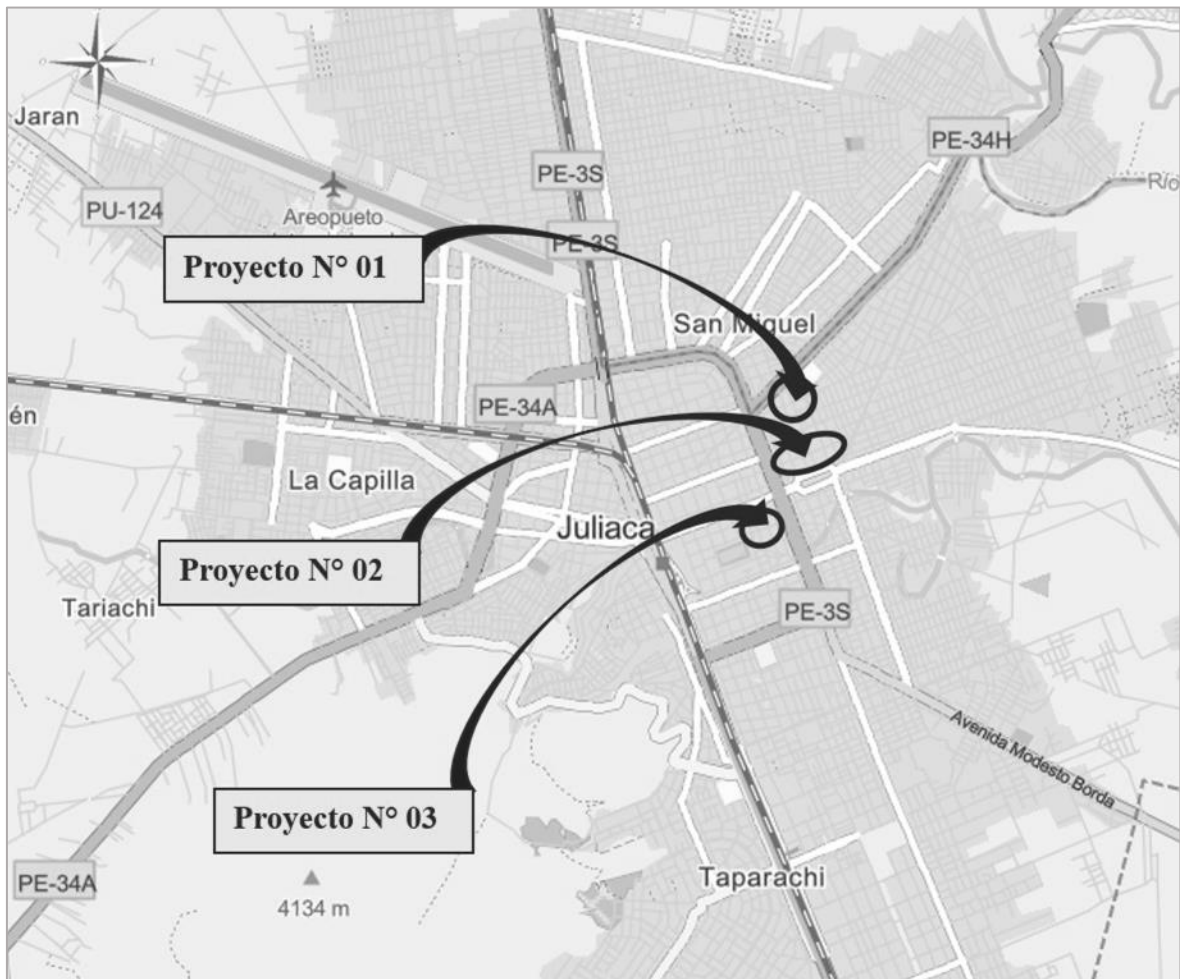 O
E
Jaran
PE-34H
Río
PE-3S
PU-124
Areopueto
PE-3S
Proyecto N° 01
San Miguel
PE-34A
én
La Capilla
Juliaca
Proyecto N° 02
Tariachi
PE-3S
Avenida Modesto Borda
Proyecto N° 03
Taparachi
PE-34A
4134 m